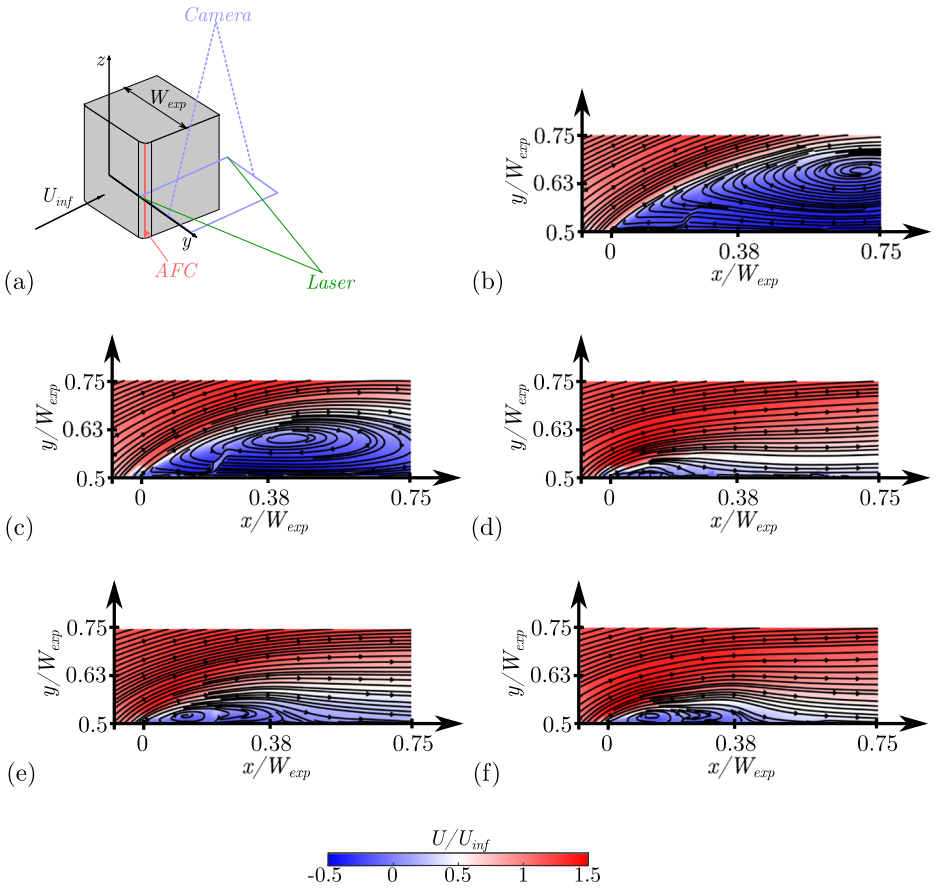 Camera
z
W_exp
U_inf
y
AFC
Laser
(a)
y/W_exp
0.75
0.63
0.5
0
0.38
0.75
x/W_exp
(b)
y/W_exp
0.75
0.63
0.5
0
0.38
0.75
x/W_exp
(c)
y/W_exp
0.75
0.63
0.5
0
0.38
0.75
x/W_exp
(d)
y/W_exp
0.75
0.63
0.5
0
0.38
0.75
x/W_exp
(e)
y/W_exp
0.75
0.63
0.5
0
0.38
0.75
x/W_exp
(f)
U/U_inf
-0.5
0
0.5
1
1.5